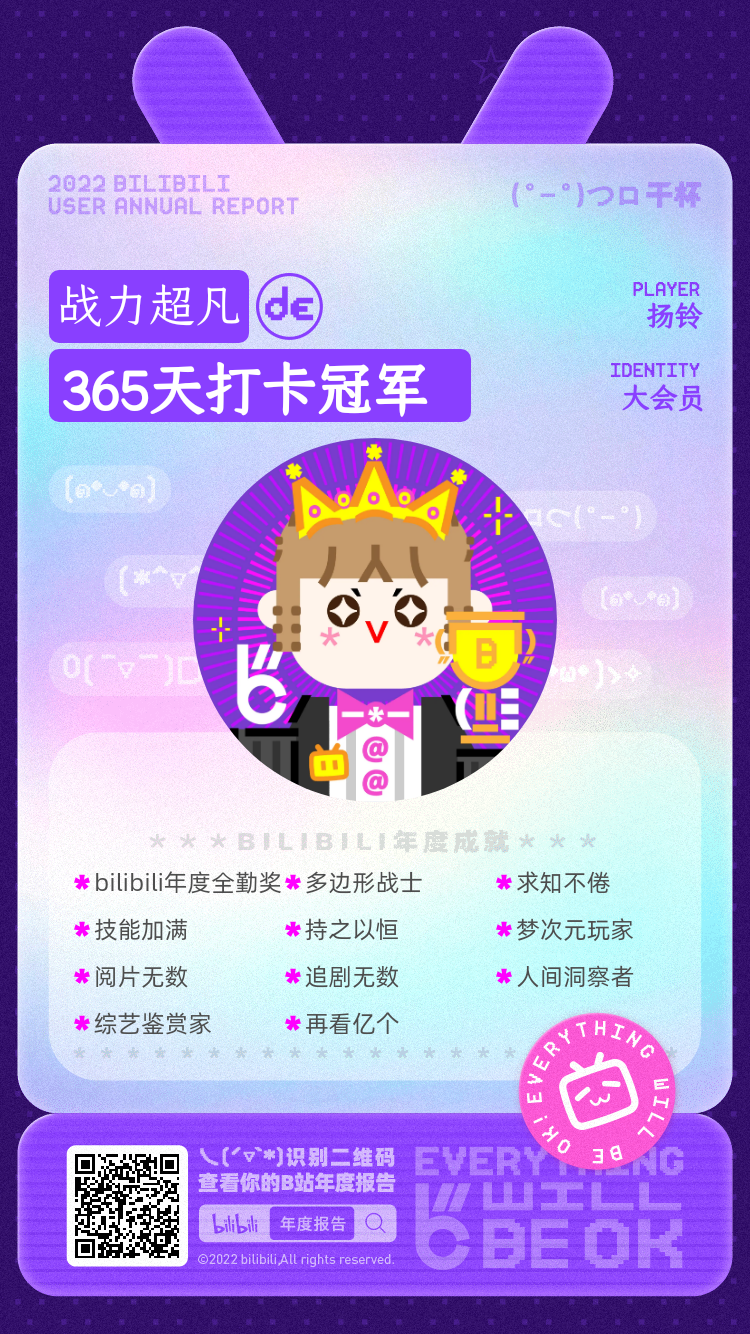 2022 BILIBILI
USER ANNUAL REPORT
(°-°)つロ 干杯
战力超凡 de
365天打卡冠军
PLAYER
扬铃
IDENTITY
大会员
B
@
@
* * * BILIBILI年度成就 * * *
* bilibili年度全勤奖 * 多边形战士 * 求知不倦
* 技能加满 * 持之以恒 * 梦次元玩家
* 阅片无数 * 追剧无数 * 人间洞察者
* 综艺鉴赏家 * 再看亿个
EVERYTHING WILL BE OK!
识别二维码
查看你的B站年度报告
bilibili 年度报告
©2022 bilibili,All rights reserved.
EVERYTHING
WILL
BE OK